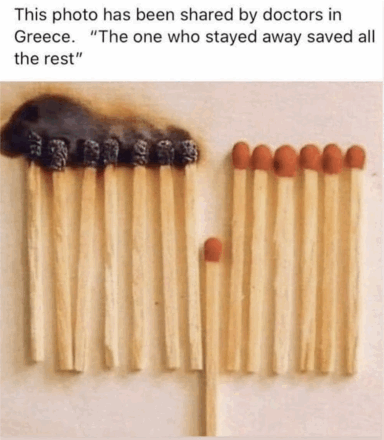 This photo has been shared by doctors in
Greece.  "The one who stayed away saved all
the rest"